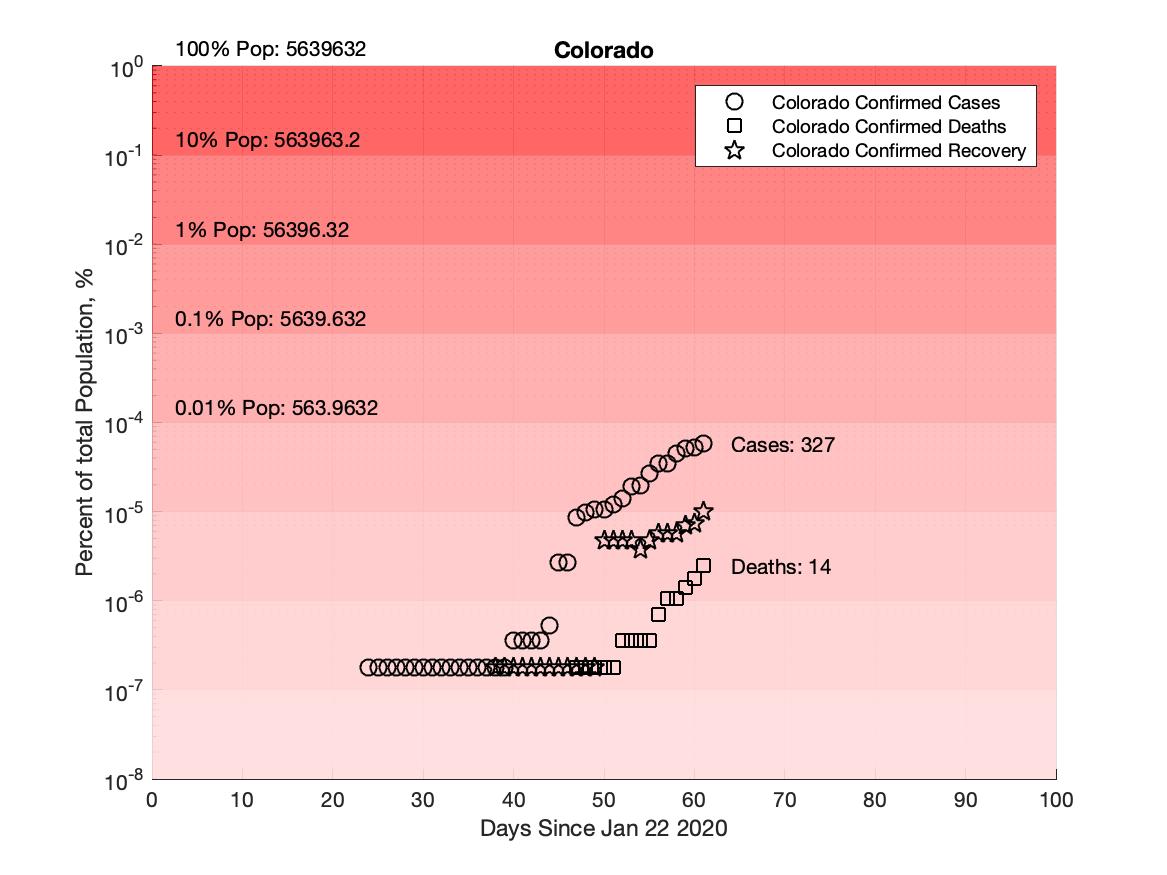 100% Pop: 5639632
Colorado
10^0
Colorado Confirmed Cases
Colorado Confirmed Deaths
Colorado Confirmed Recovery
10% Pop: 563963.2
10^-1
1% Pop: 56396.32
10^-2
0.1% Pop: 5639.632
10^-3
0.01% Pop: 563.9632
10^-4
Cases: 327
10^-5
Deaths: 14
10^-6
10^-7
10^-8
Percent of total Population, %
0 10 20 30 40 50 60 70 80 90 100
Days Since Jan 22 2020